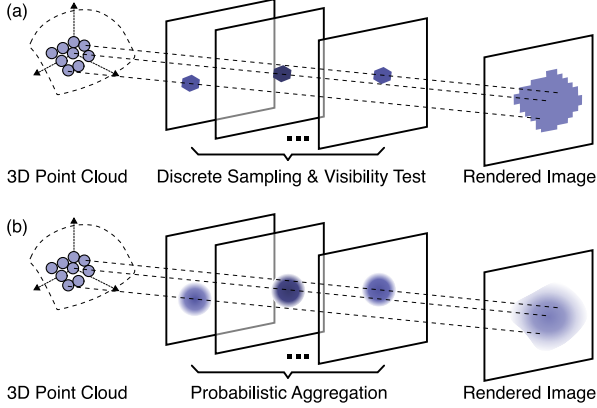 (a)
3D Point Cloud Discrete Sampling & Visibility Test Rendered Image
(b)
3D Point Cloud Probabilistic Aggregation Rendered Image